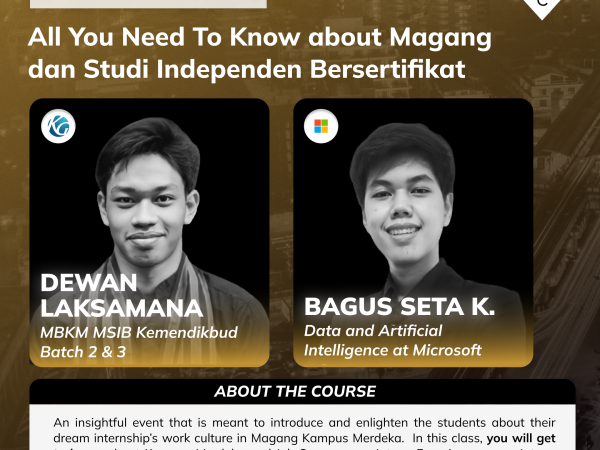 C
All You Need To Know about Magang
dan Studi Independen Bersertifikat
DEWAN
LAKSAMANA
MBKM MSIB Kemendikbud
Batch 2 & 3
BAGUS SETA K.
Data and Artificial
Intelligence at Microsoft
ABOUT THE COURSE
An insightful event that is meant to introduce and enlighten the students about their
dream internship's work culture in Magang Kampus Merdeka. In this class, you will get